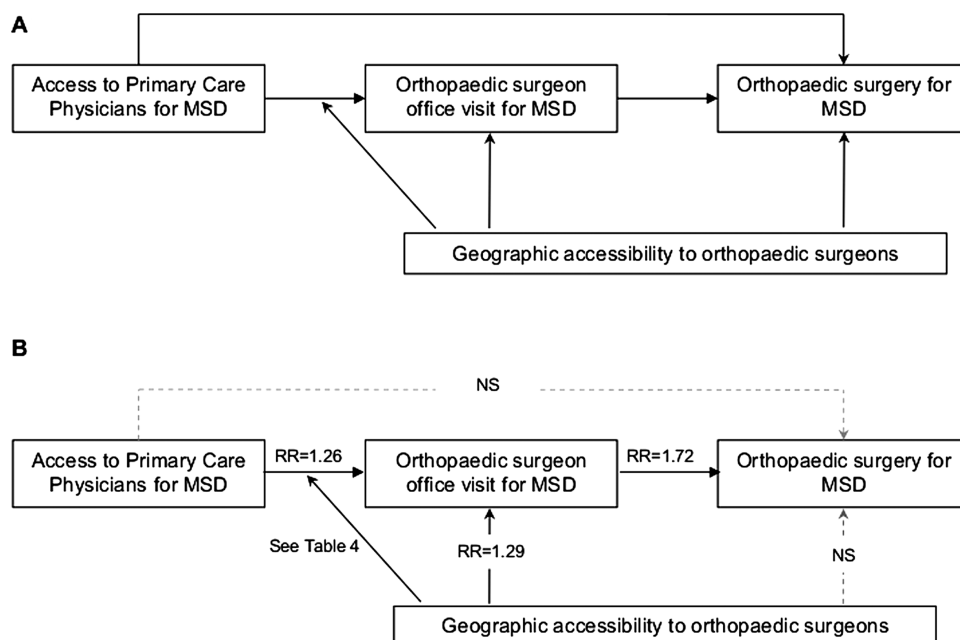 A
Access to Primary Care
Physicians for MSD
Orthopaedic surgeon
office visit for MSD
Orthopaedic surgery for
MSD
Geographic accessibility to orthopaedic surgeons
B
NS
Access to Primary Care
Physicians for MSD
RR=1.26
Orthopaedic surgeon
office visit for MSD
RR=1.72
Orthopaedic surgery for
MSD
See Table 4
RR=1.29
NS
Geographic accessibility to orthopaedic surgeons